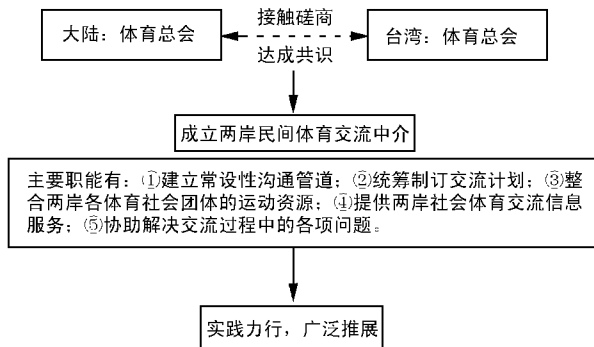 接触磋商
大陆：体育总会
台湾：体育总会
达成共识
成立两岸民间体育交流中介
主要职能有：①建立常设性沟通管道；②统筹制订交流计划；③整
合两岸各体育社会团体的运动资源；④提供两岸社会体育交流信息
服务；⑤协助解决交流过程中的各项问题。
实践力行，广泛推展